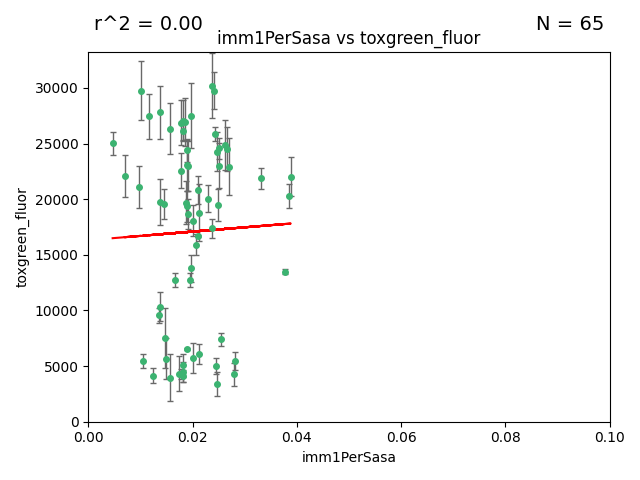 r^2 = 0.00
N = 65
imm1PerSasa vs toxgreen_fluor
30000
25000
20000
15000
10000
5000
0
toxgreen_fluor
0.00
0.02
0.04
0.06
0.08
0.10
imm1PerSasa